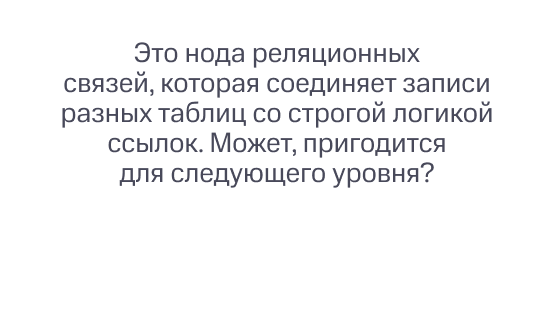 Это нода реляционных
связей, которая соединяет записи
разных таблиц со строгой логикой
ссылок. Может, пригодится
для следующего уровня?